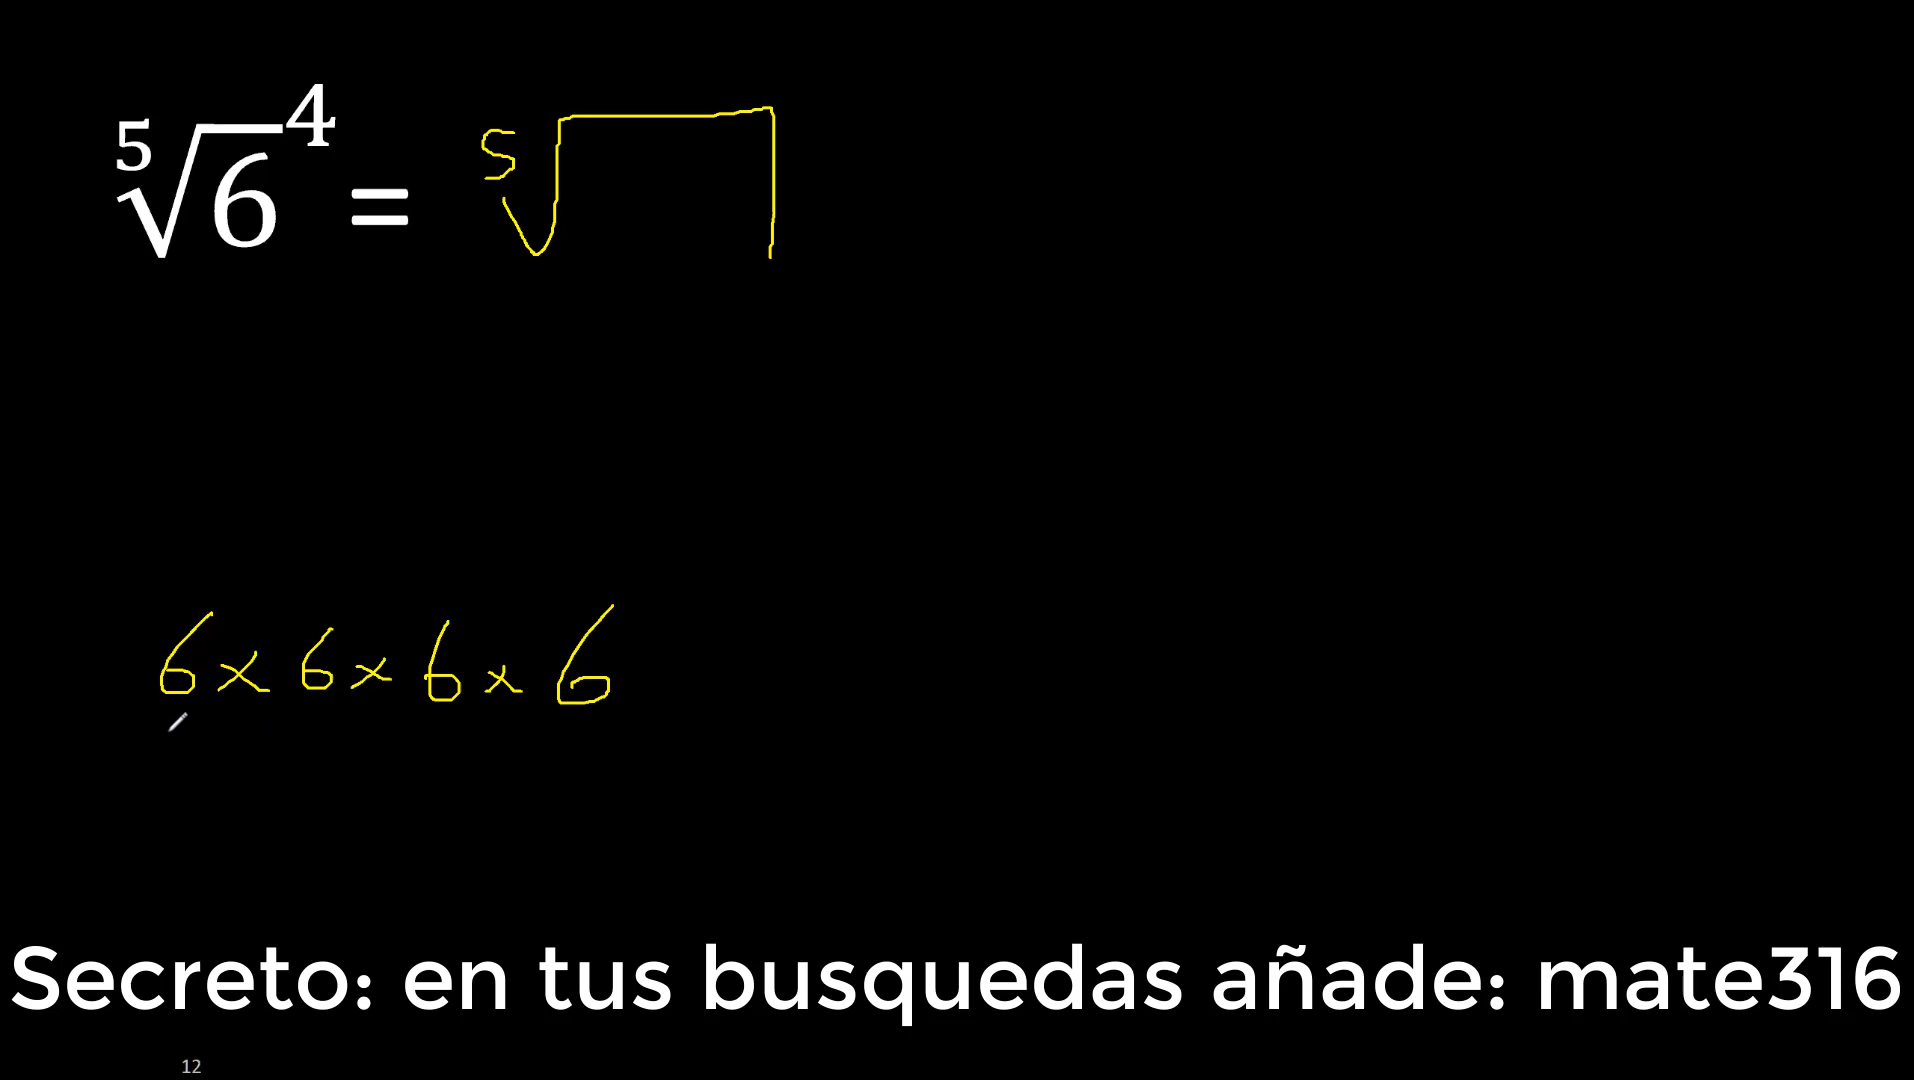 ⁵√6⁴ = ⁵√
6 × 6 × 6 × 6
Secreto: en tus busquedas añade: mate316
12